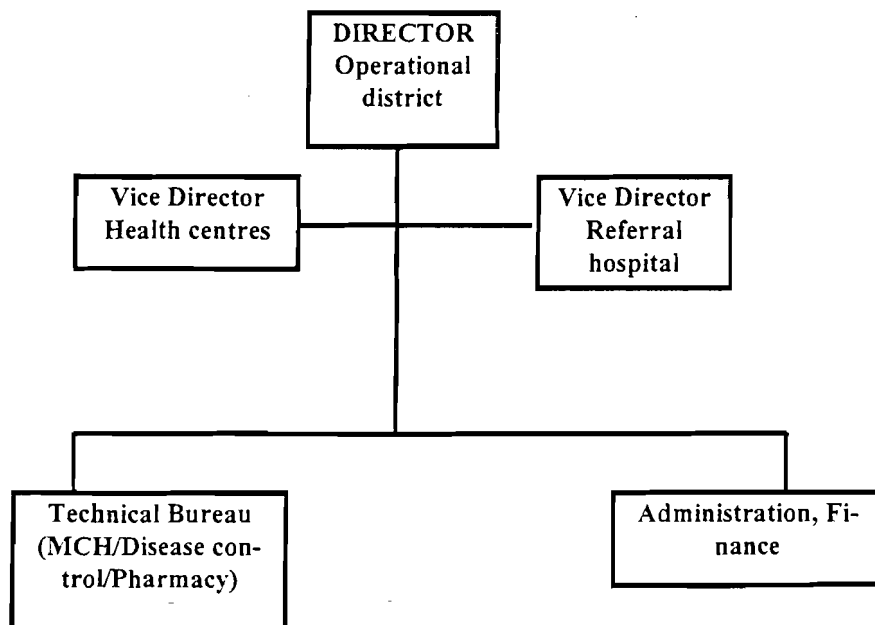 DIRECTOR
Operational
district
Vice Director
Health centres
Vice Director
Referral
hospital
Technical Bureau
(MCH/Disease con-
trol/Pharmacy)
Administration, Fi-
nance